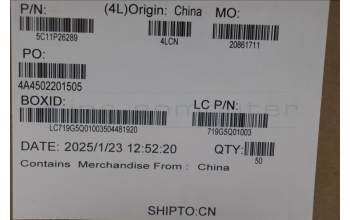 P/N: (4L)Origin: China MO:
5C11P26289 4LCN 20861711
PO:
4A4502201505
BOXID: LC P/N:
LC719G5Q01003504481920 719G5Q01003
DATE: 2025/1/23 12:52:20 QTY:
50
Contains Merchandise From : China
SHIPTO:CN